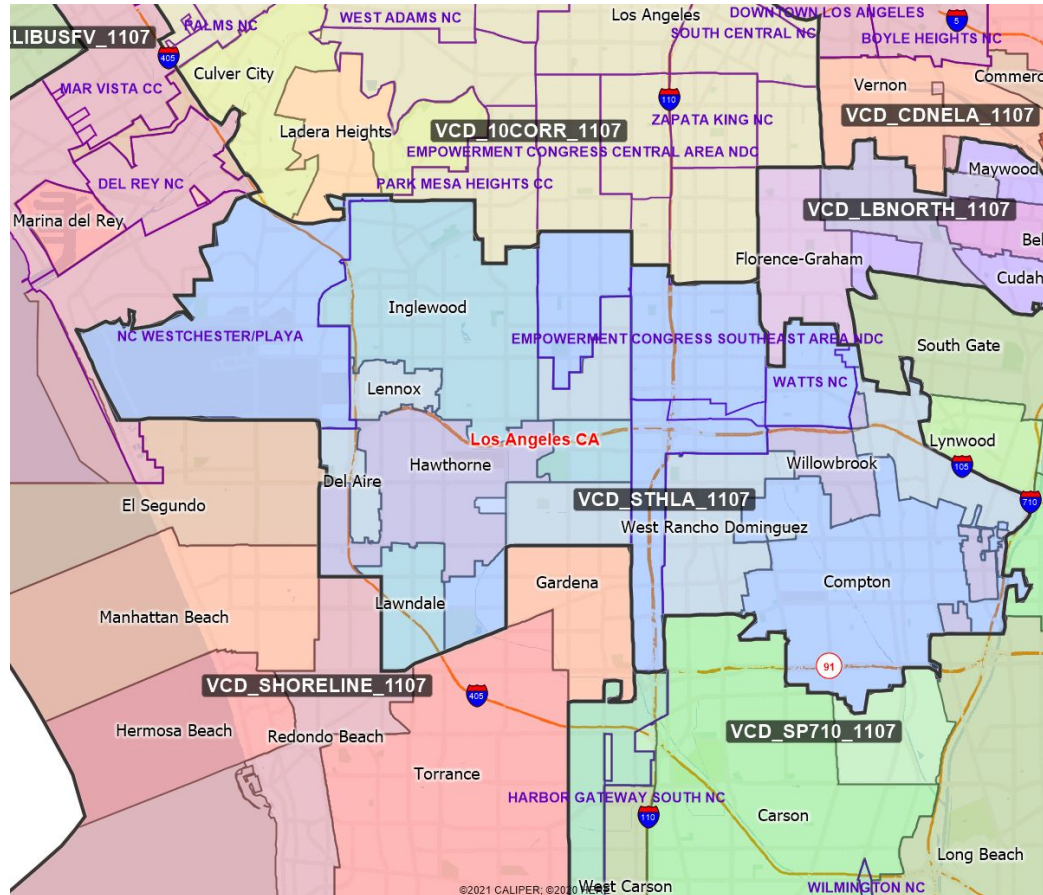 WEST ADAMS NC
Los Angeles
DOWNTOWN LOS ANGELES
5
PALMS NC
SOUTH CENTRAL NC
BOYLE HEIGHTS NC
LIBUSFV_1107
405
Culver City
Commerc
MAR VISTA CC
Vernon
110
Ladera Heights
VCD_10CORR_1107
ZAPATA KING NC
VCD_CDNELA_1107
EMPOWERMENT CONGRESS CENTRAL AREA NDC
Maywood
DEL REY NC
PARK MESA HEIGHTS CC
VCD_LBNORTH_1107
Marina del Rey
Bel
Florence-Graham
Cudah
Inglewood
NC WESTCHESTER/PLAYA
EMPOWERMENT CONGRESS SOUTHEAST AREA NDC
South Gate
Lennox
WATTS NC
Los Angeles CA
Lynwood
Hawthorne
Willowbrook
105
Del Aire
El Segundo
VCD_STHLA_1107
710
West Rancho Dominguez
Gardena
Compton
Lawndale
Manhattan Beach
91
VCD_SHORELINE_1107
405
Hermosa Beach
Redondo Beach
VCD_SP710_1107
Torrance
HARBOR GATEWAY SOUTH NC
110
Carson
Long Beach
©2021 CALIPER; ©2020 HERE
West Carson
WILMINGTON NC